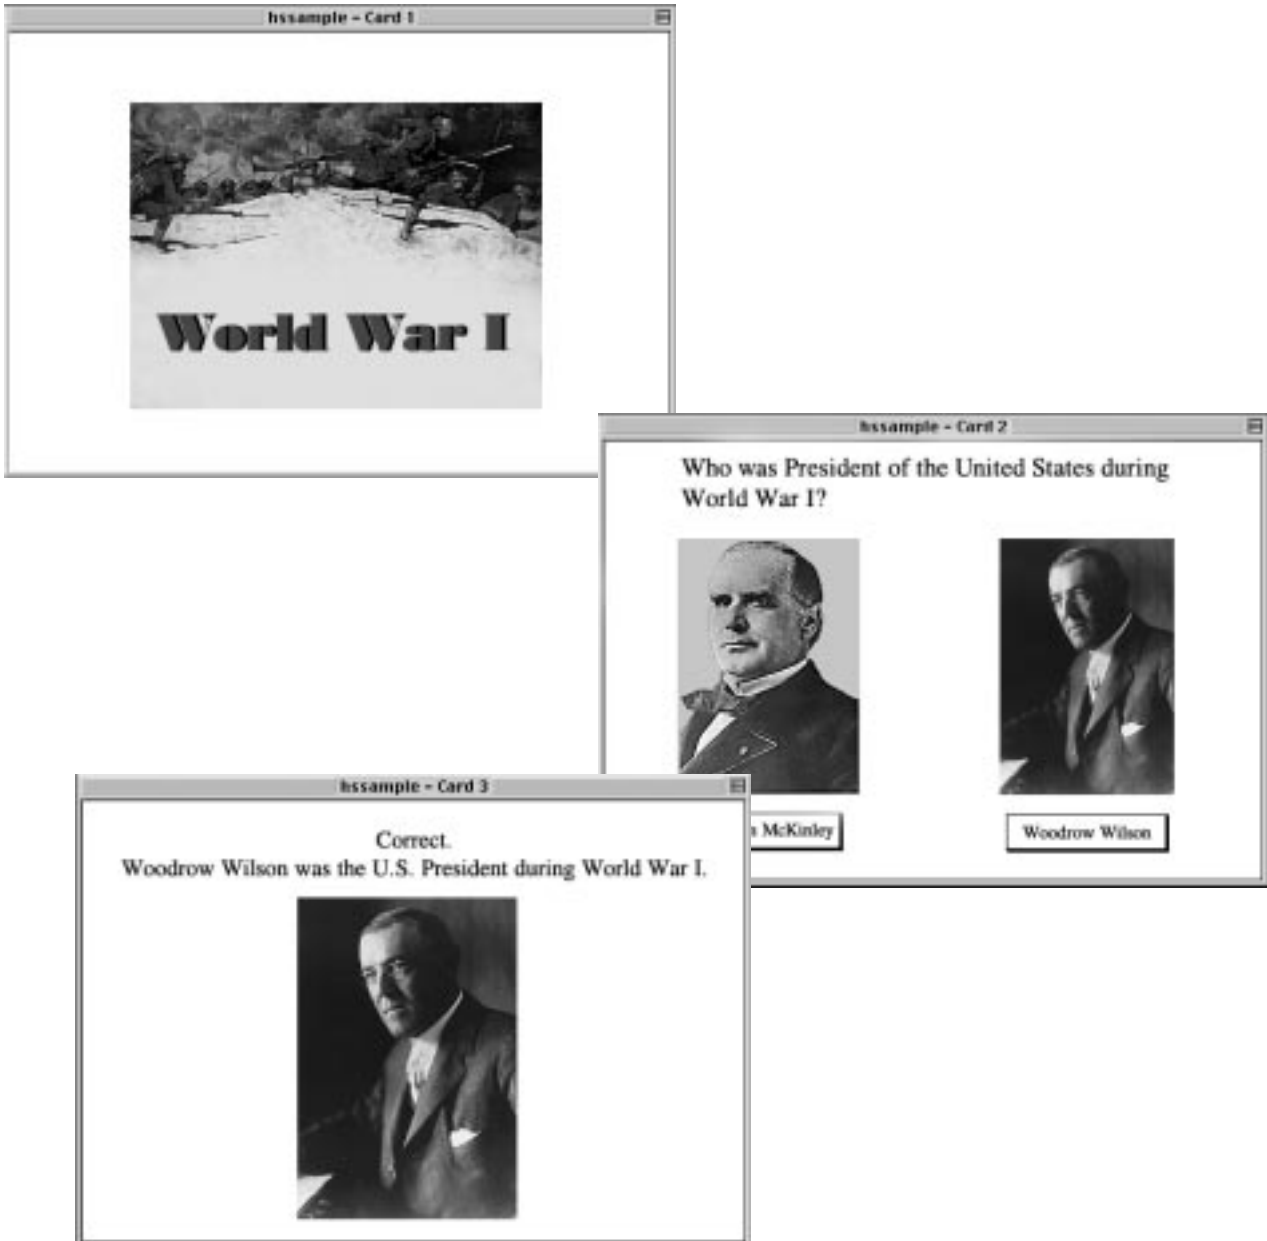 hssample - Card 1
World War I
hssample - Card 2
Who was President of the United States during
World War I?
McKinley
Woodrow Wilson
hssample - Card 3
Correct.
Woodrow Wilson was the U.S. President during World War I.